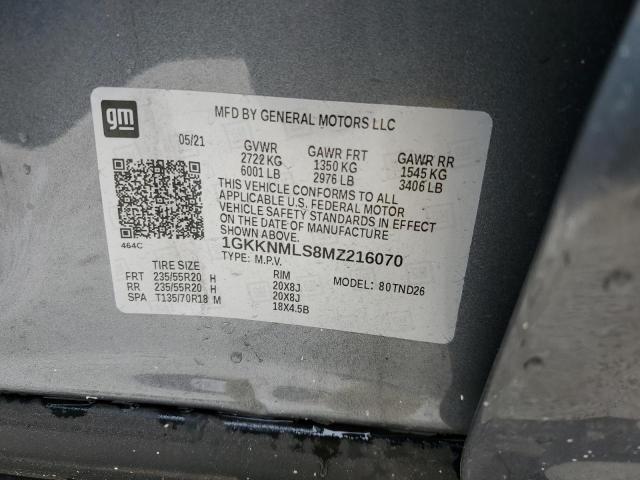 gm
MFD BY GENERAL MOTORS LLC
05/21
GVWR GAWR FRT GAWR RR
2722 KG 1350 KG 1545 KG
6001 LB 2976 LB 3406 LB
THIS VEHICLE CONFORMS TO ALL
APPLICABLE U.S. FEDERAL MOTOR
VEHICLE SAFETY STANDARDS IN EFFECT
ON THE DATE OF MANUFACTURE
SHOWN ABOVE.
464C
1GKKNMLS8MZ216070
TYPE: M.P.V.
TIRE SIZE RIM MODEL: 80TND26
FRT 235/55R20 H 20X8J
RR 235/55R20 H 20X8J
SPA T135/70R18 M 18X4.5B